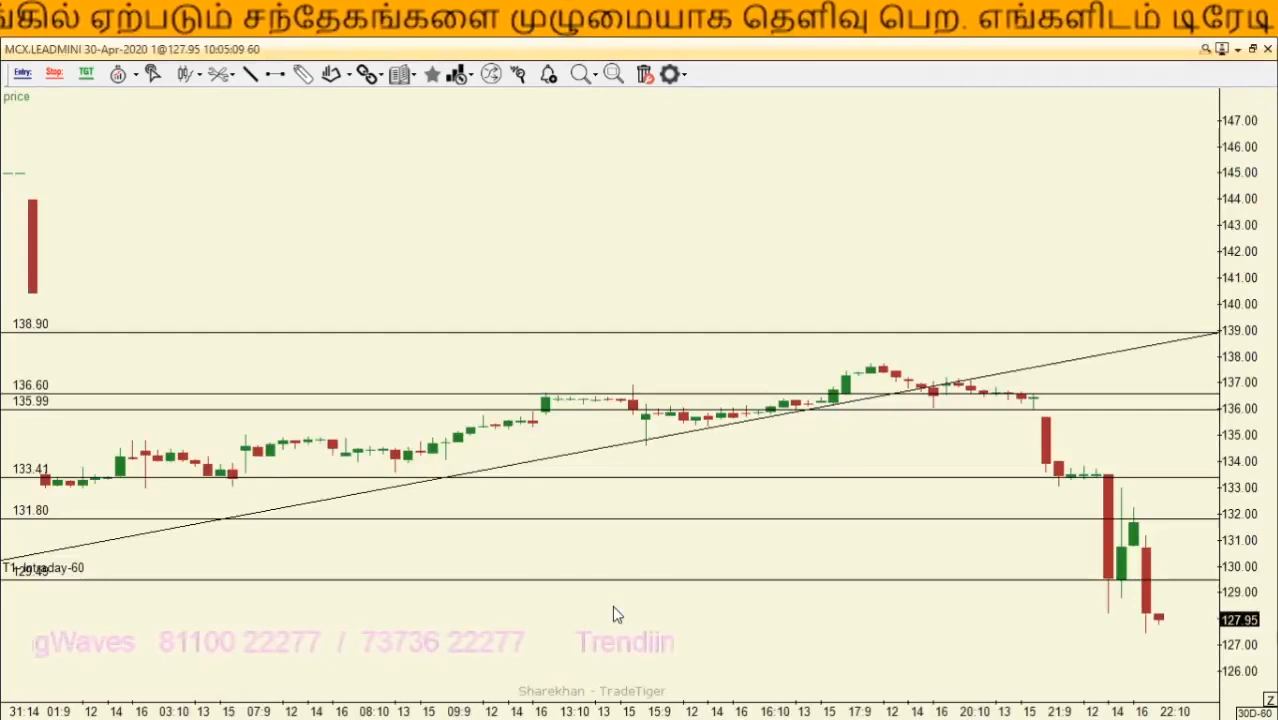 ங்கில் ஏற்படும் சந்தேகங்களை முழுமையாக தெளிவு பெற. எங்களிடம் டிரேடி
MCX.LEADMINI 30-Apr-2020 1@127.95 10:05:09 60
Entry: Stop: TGT
price
147.00
146.00
145.00
144.00
143.00
142.00
141.00
140.00
138.90
139.00
138.00
136.60
137.00
135.99
136.00
135.00
133.41
134.00
133.00
131.80
132.00
131.00
T1- Intraday-60
130.00
129.00
127.95
127.00
126.00
gWaves 81100 22277 / 73736 22277 Trendiin
Sharekhan - TradeTiger
31:14 01:9 12 14 16 03:10 13 15 07:9 12 14 16 08:10 13 15 09:9 12 14 16 13:10 13 15 15:9 12 14 16 16:10 13 15 17:9 12 14 16 20:10 13 15 21:9 12 14 16 22:10
Z
30D-60